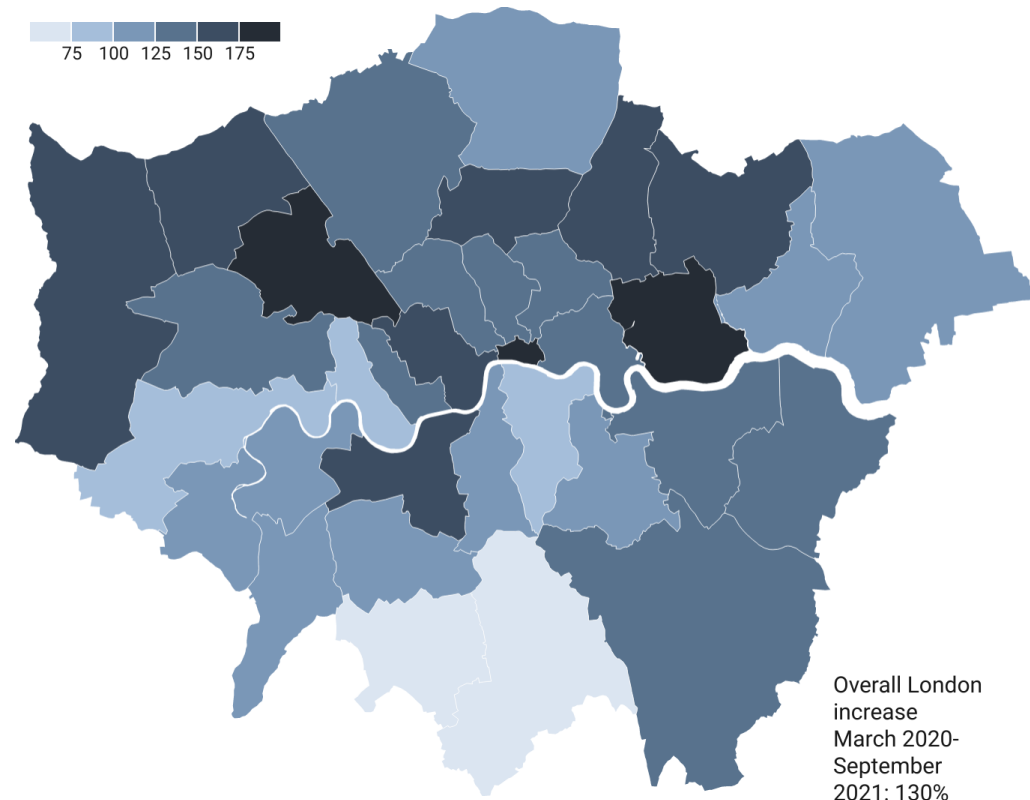 75 100 125 150 175
Overall London
increase
March 2020-
September
2021: 130%